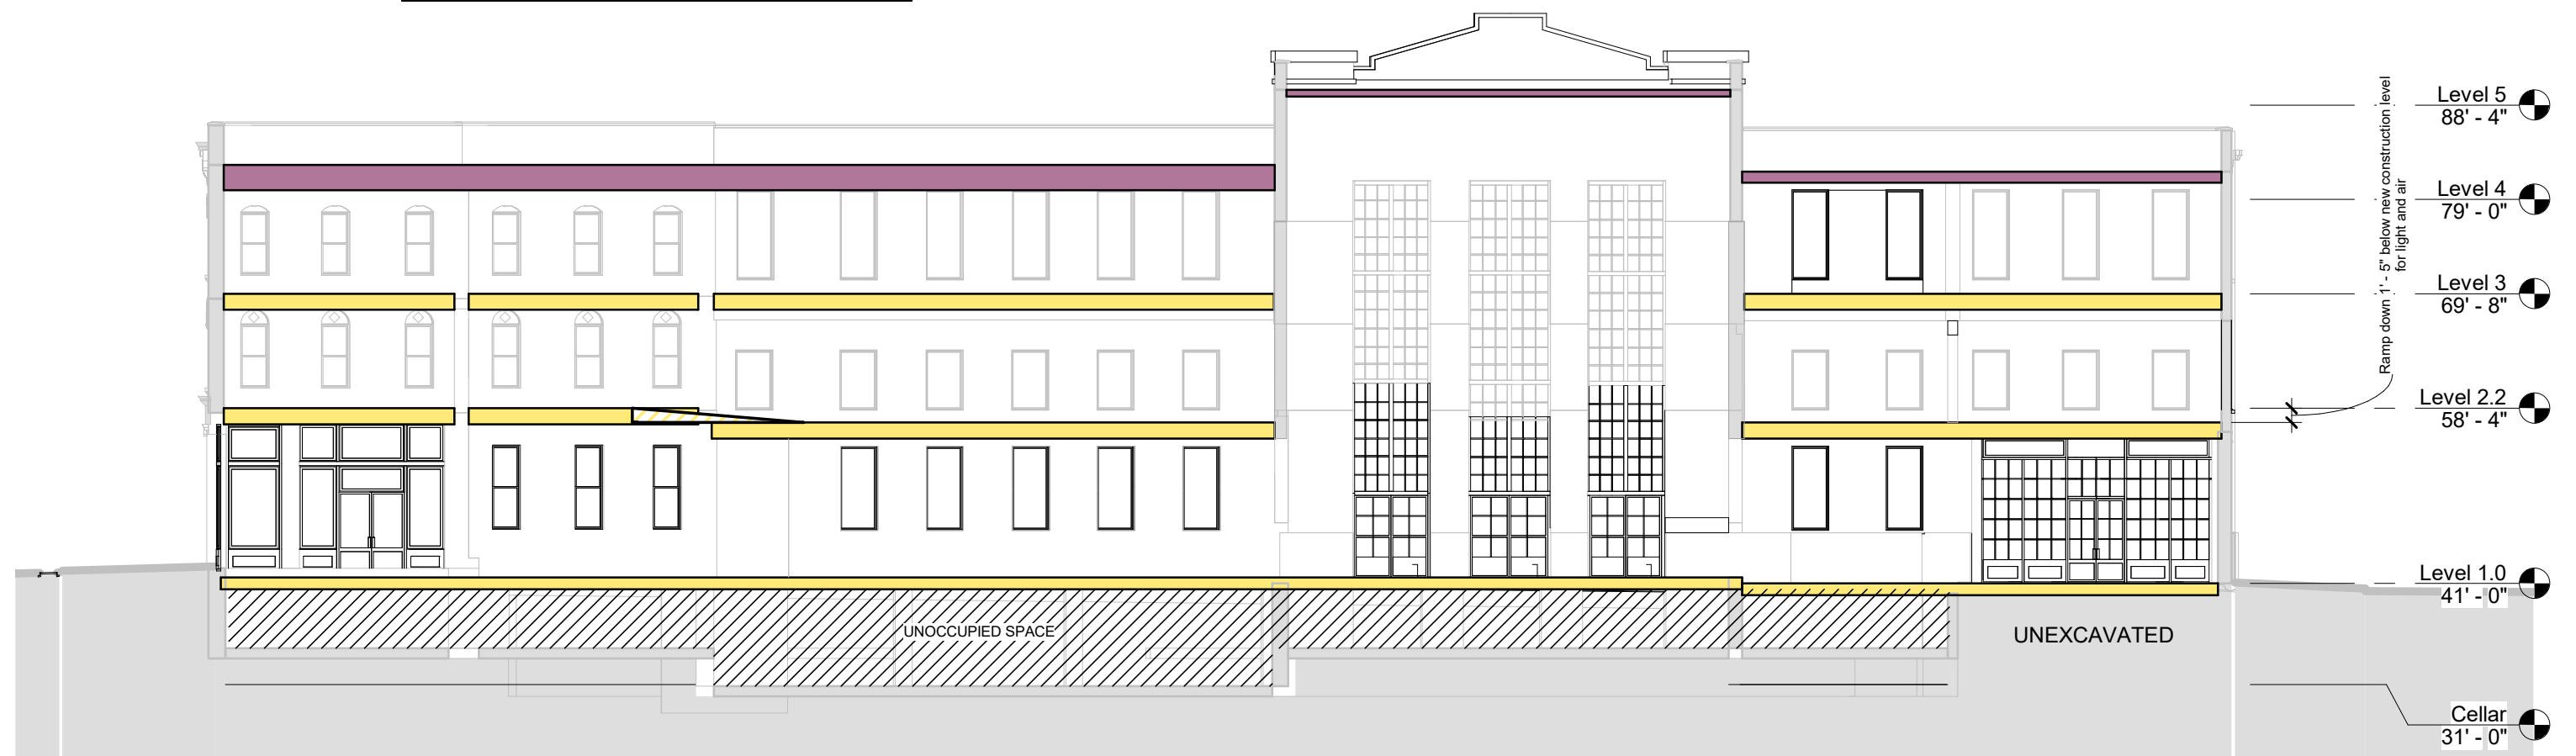 Level 5
88' - 4"
Ramp down 1' - 5" below new construction level
for light and air
Level 4
79' - 0"
Level 3
69' - 8"
Level 2.2
58' - 4"
Level 1.0
41' - 0"
UNOCCUPIED SPACE
UNEXCAVATED
Cellar
31' - 0"